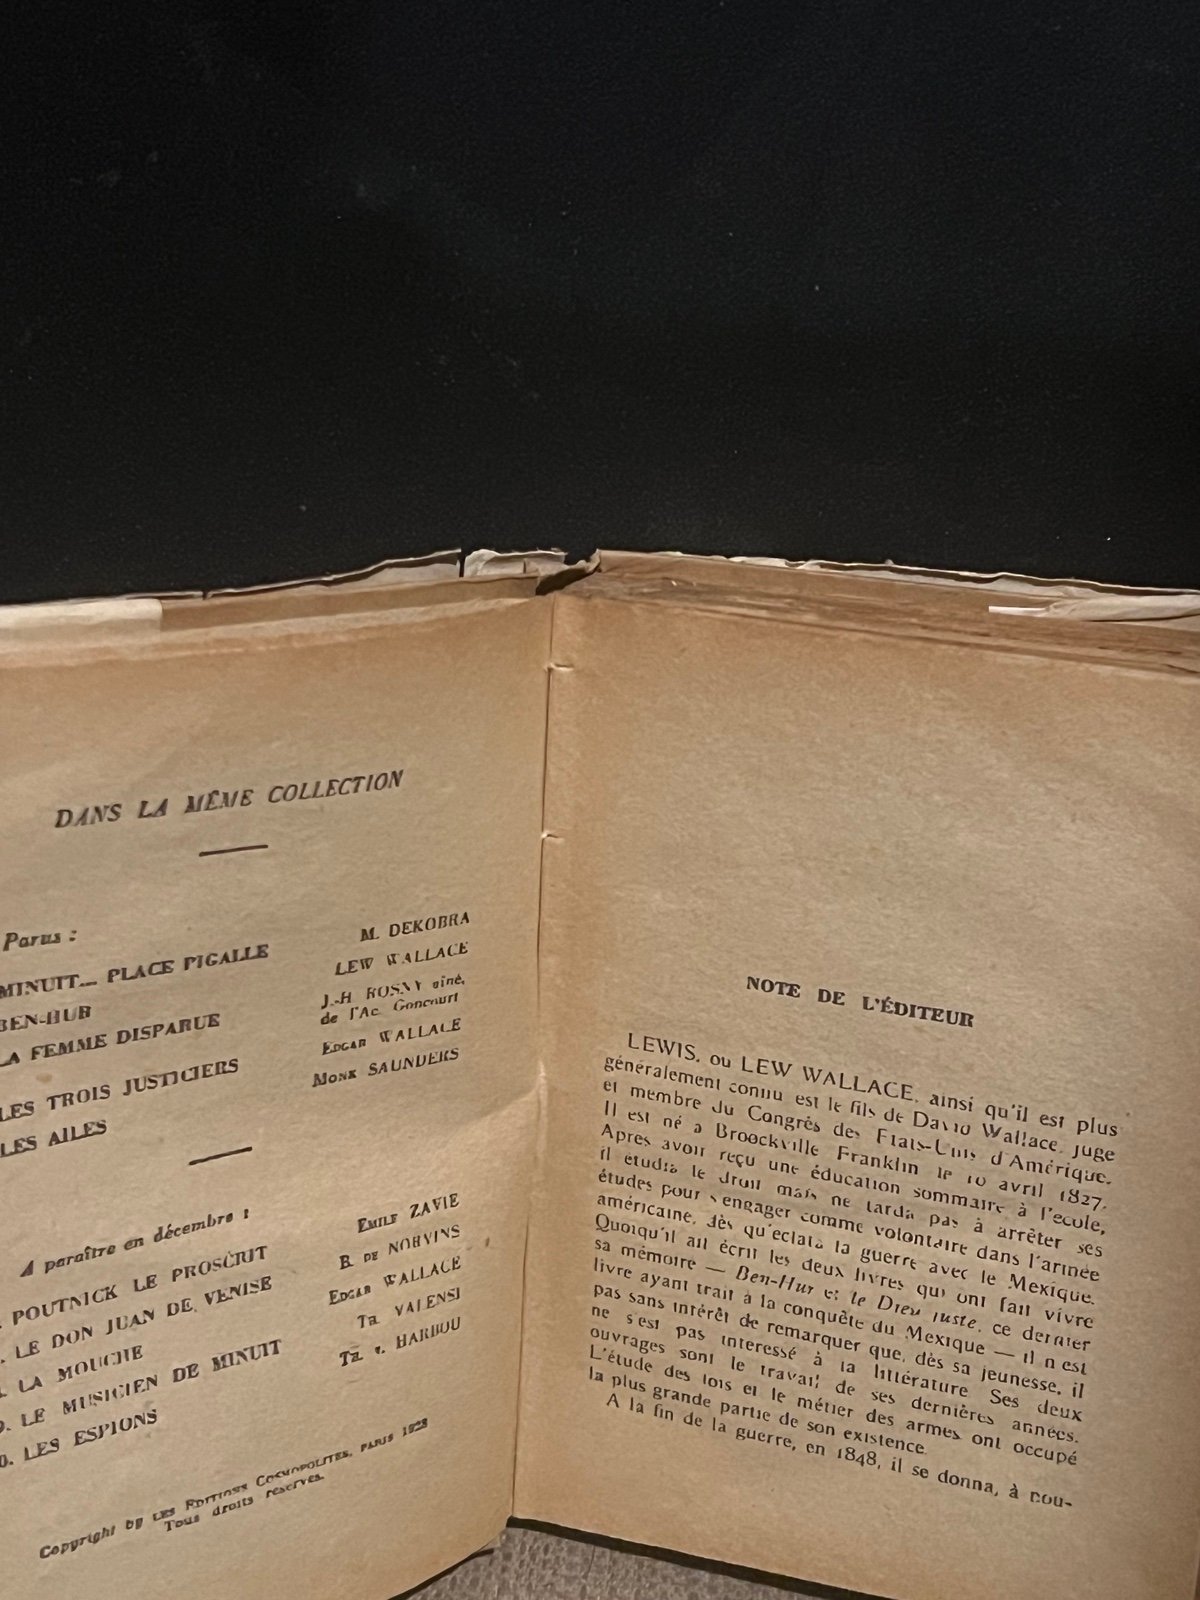 DANS LA MÊME COLLECTION
Parus :
MINUIT... PLACE PIGALLE M. DEKOBRA
BEN-HUR LEW WALLACE
LA FEMME DISPARUE J.-H ROSNY aîné,
de l'Ac. Goncourt
LES TROIS JUSTICIERS EDGAR WALLACE
LES AILES MONK SAUNDERS
A paraître en décembre :
POUTNICK LE PROSCRIT EMILE ZAVIE
LE DON JUAN DE VENISE B. DE NORVINS
LA MOUCHE EDGAR WALLACE
9. LE MUSICIEN DE MINUIT TH. VALENSI
0. LES ESPIONS TH. v. HARBOU
Copyright by LES EDITIONS COSMOPOLITES, PARIS 1928
Tous droits réservés.
NOTE DE L'ÉDITEUR
LEWIS, ou LEW WALLACE, ainsi qu'il est plus
généralement connu est le fils de David Wallace, juge
et membre du Congrès des Etats-Unis d'Amérique.
Il est né à Broockville Franklin le 10 avril 1827.
Après avoir reçu une éducation sommaire à l'école,
il étudia le droit mais ne tarda pas à arrêter ses
études pour s'engager comme volontaire dans l'armée
américaine, dès qu'éclata la guerre avec le Mexique.
Quoiqu'il ait écrit les deux livres qui ont fait vivre
sa mémoire — Ben-Hur et le Dieu juste, ce dernier
livre ayant trait à la conquête du Mexique — il n'est
pas sans intérêt de remarquer que, dès sa jeunesse, il
ne s'est pas interessé à la littérature Ses deux
ouvrages sont le travail de ses dernières années.
L'étude des lois et le métier des armes ont occupé
la plus grande partie de son existence
A la fin de la guerre, en 1848, il se donna, à nou-